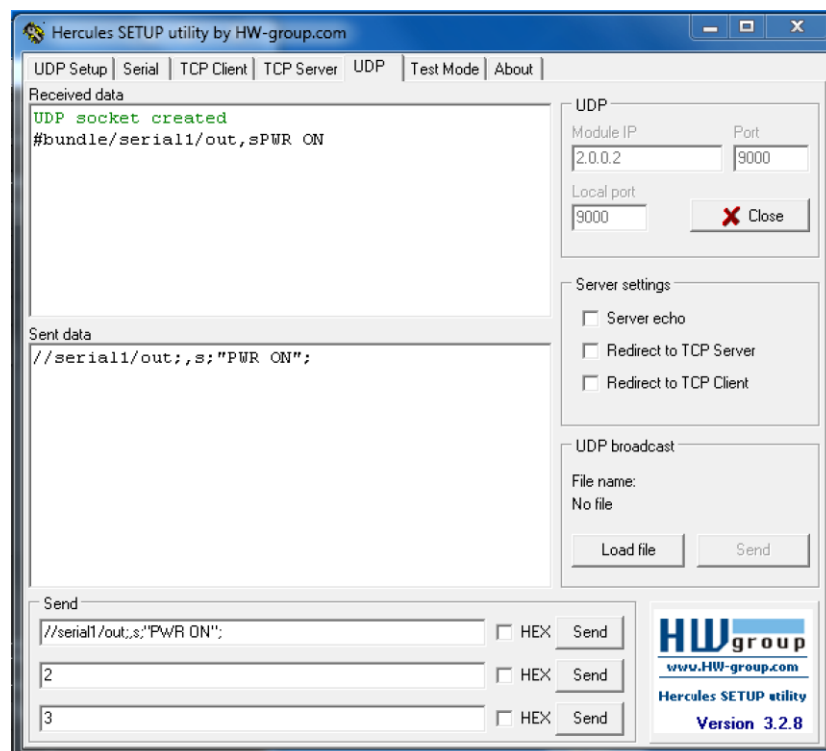 Hercules SETUP utility by HW-group.com
UDP Setup Serial TCP Client TCP Server UDP Test Mode About
Received data
UDP socket created
#bundle/serial1/out,sPWR ON
Sent data
//serial1/out;,s;"PWR ON";
UDP
Module IP Port
2.0.0.2 9000
Local port
9000 Close
Server settings
Server echo
Redirect to TCP Server
Redirect to TCP Client
UDP broadcast
File name:
No file
Load file Send
Send
//serial1/out;,s;"PWR ON"; HEX Send
2 HEX Send
3 HEX Send
HWgroup
www.HW-group.com
Hercules SETUP utility
Version 3.2.8